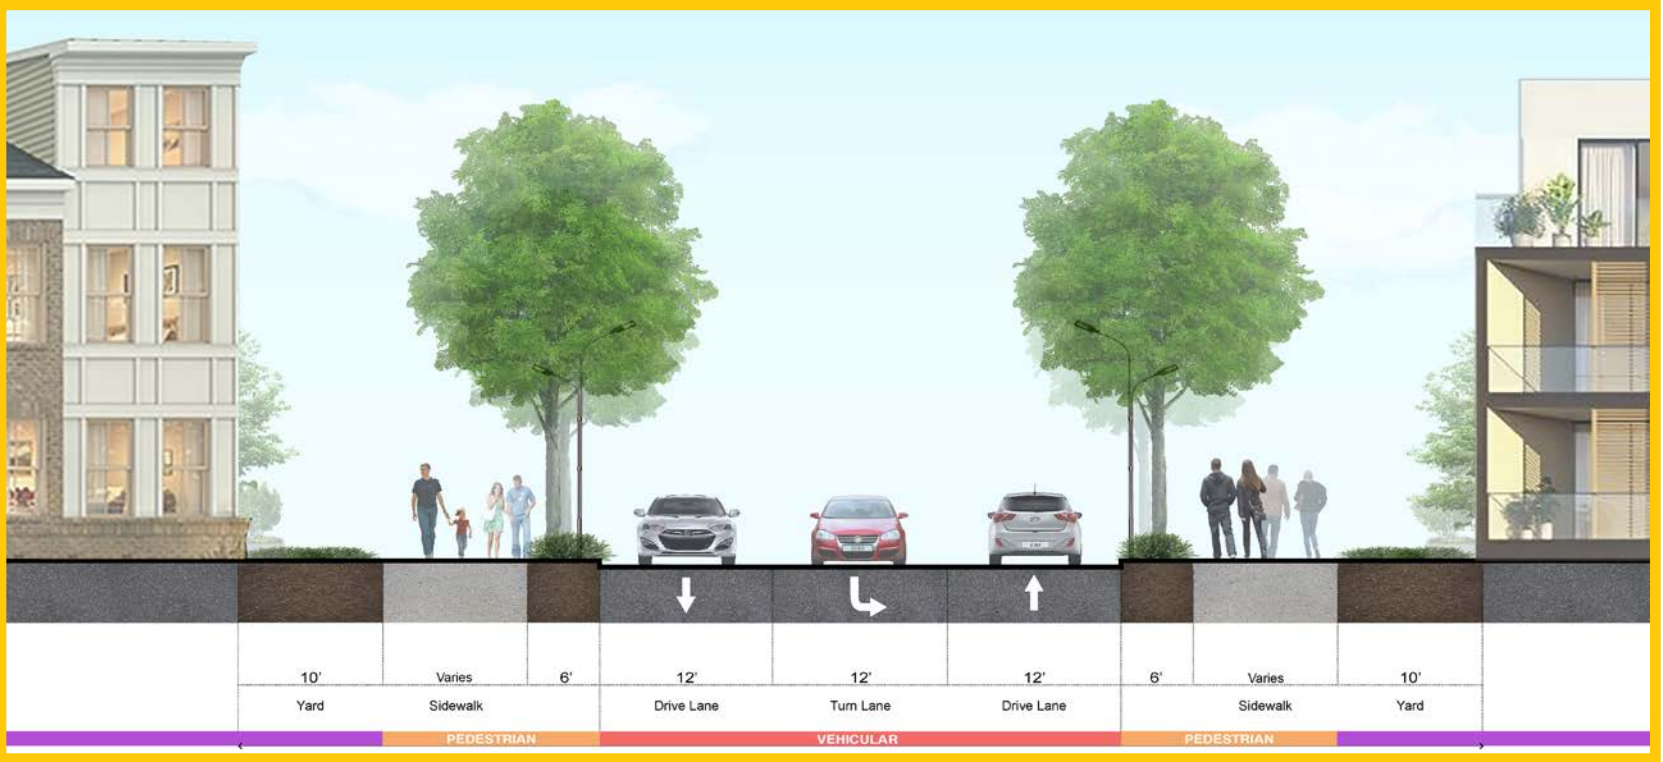 10' Varies 6' 12' 12' 12' 6' Varies 10'
Yard Sidewalk Drive Lane Turn Lane Drive Lane Sidewalk Yard
PEDESTRIAN VEHICULAR PEDESTRIAN